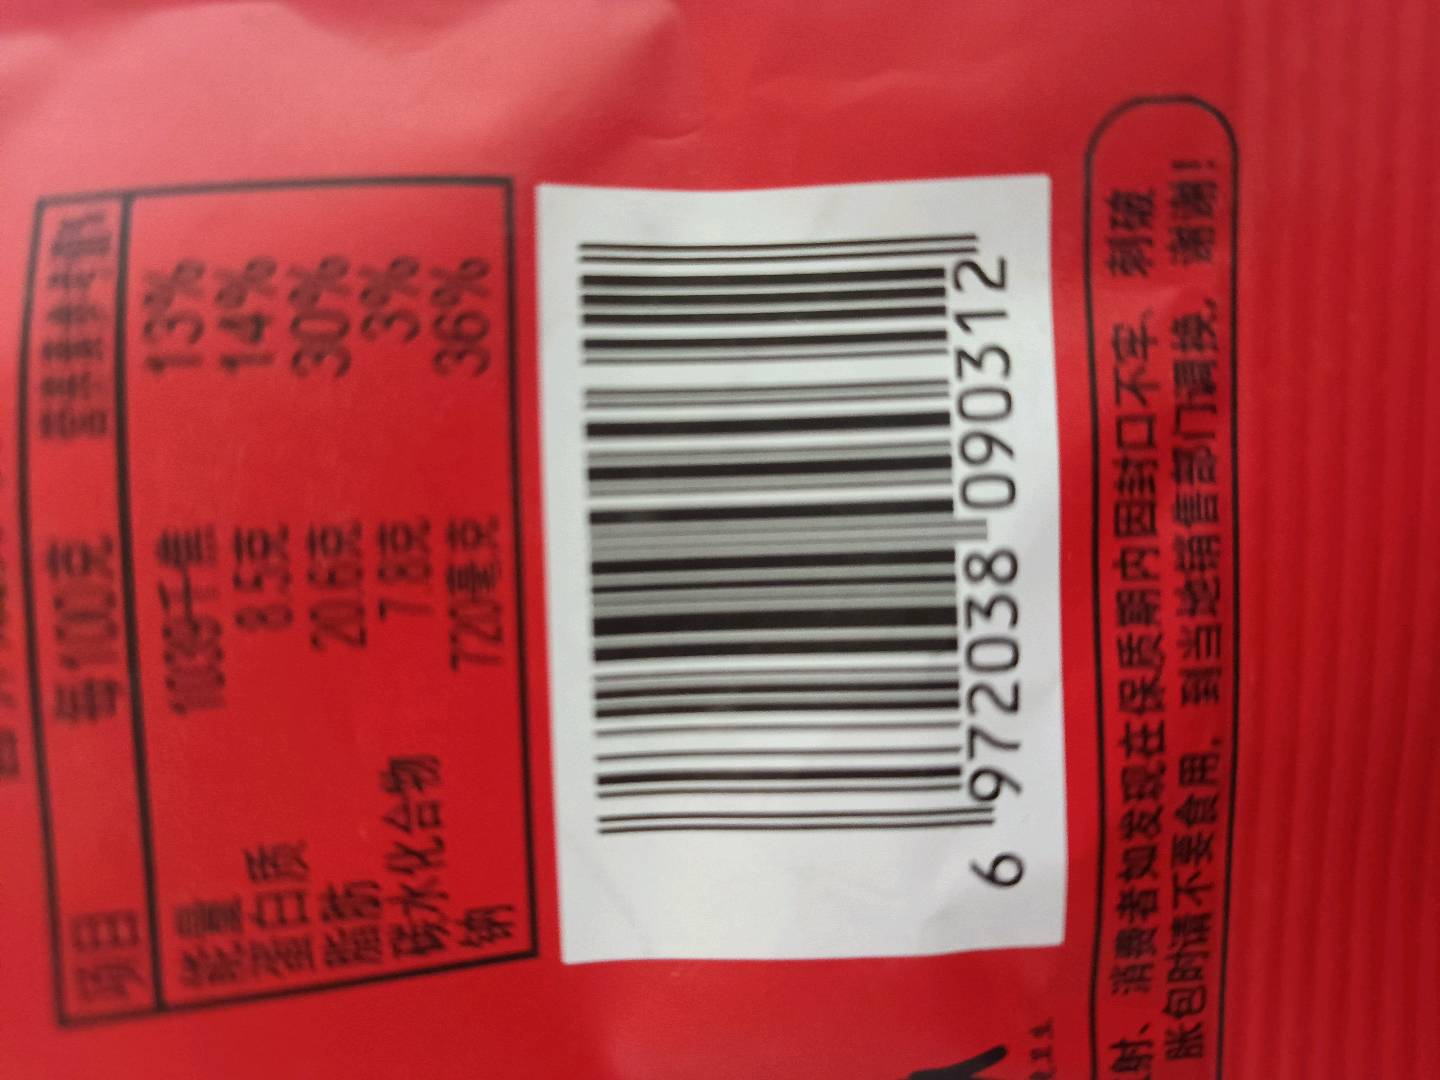 项目 每100克 营养素参考值
能量 1039千焦 13%
蛋白质 8.5克 14%
脂肪 20.6克 30%
碳水化合物 7.8克 3%
钠 720毫克 36%
6 972038 090312
射、消费者如发现在保质期内因封口不牢、刺破
胀包时请不要食用，到当地销售部门调换，谢谢！